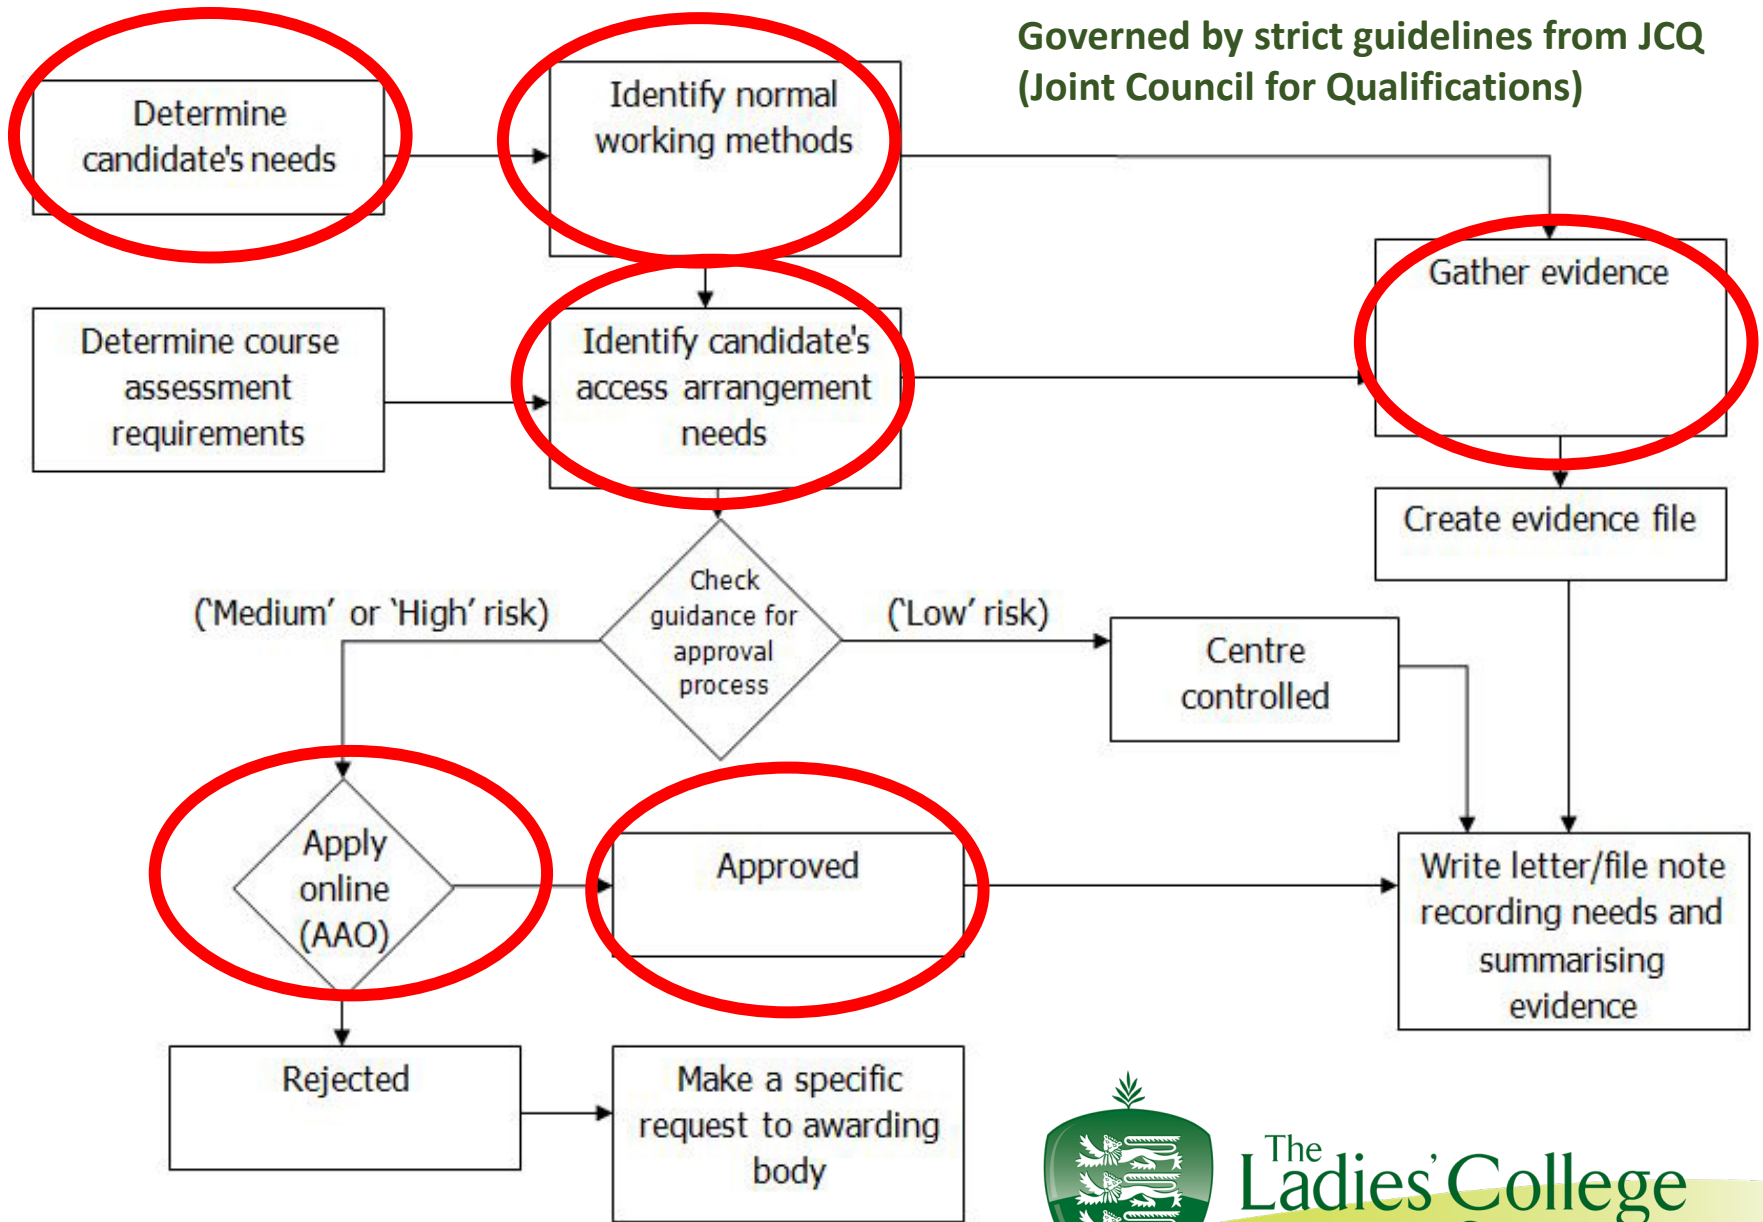 Governed by strict guidelines from JCQ
(Joint Council for Qualifications)
Determine
candidate's needs
Identify normal
working methods
Gather evidence
Determine course
assessment
requirements
Identify candidate's
access arrangement
needs
Create evidence file
Check
guidance for
approval
process
('Medium' or 'High' risk)
('Low' risk)
Centre
controlled
Apply
online
(AAO)
Approved
Write letter/file note
recording needs and
summarising
evidence
Rejected
Make a specific
request to awarding
body
The
Ladies' College